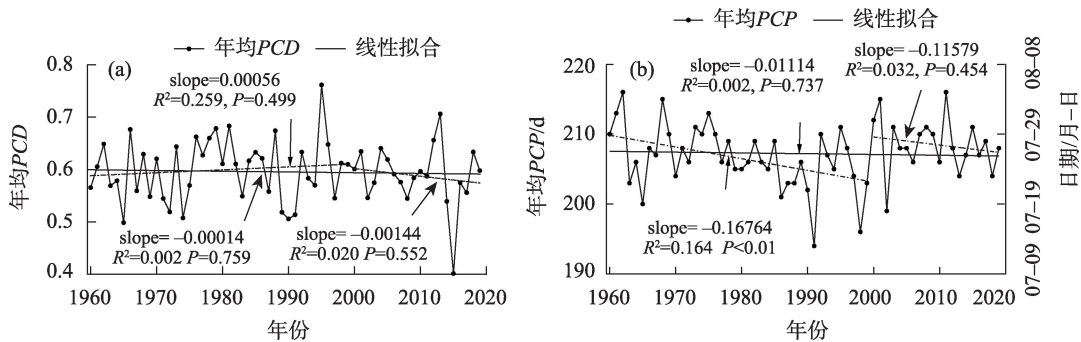 年均PCD 线性拟合
(a)
slope=0.00056
R²=0.259, P=0.499
0.8
0.7
0.6
0.5
0.4
年均PCD
slope= –0.00014
R²=0.002 P=0.759
slope= –0.00144
R²=0.020 P=0.552
1960 1970 1980 1990 2000 2010 2020
年份
年均PCP 线性拟合
(b)
slope= –0.01114
R²=0.002, P=0.737
slope= –0.11579
R²=0.032, P=0.454
220
210
200
190
年均PCP/d
slope= –0.16764
R²=0.164 P<0.01
08–08
07–29
07–19
07–09
日期/月–日
1960 1970 1980 1990 2000 2010 2020
年份